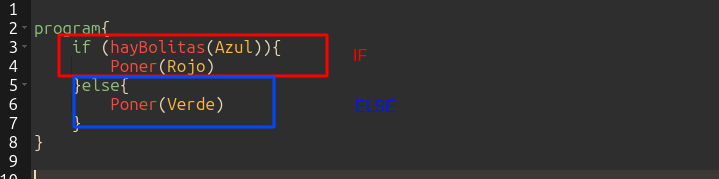 1
2 program{
3 if (hayBolitas(Azul)){
IF
4 Poner(Rojo)
5 }else{
6 Poner(Verde)
ELSE
7 }
8 }
9
10